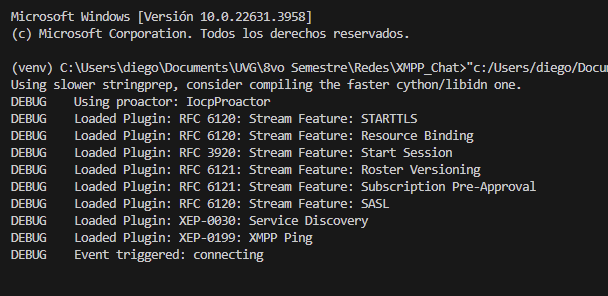 Microsoft Windows [Versión 10.0.22631.3958]
(c) Microsoft Corporation. Todos los derechos reservados.
(venv) C:\Users\diego\Documents\UVG\8vo Semestre\Redes\XMPP_Chat>"c:/Users/diego/Docu
Using slower stringprep, consider compiling the faster cython/libidn one.
DEBUG    Using proactor: IocpProactor
DEBUG    Loaded Plugin: RFC 6120: Stream Feature: STARTTLS
DEBUG    Loaded Plugin: RFC 6120: Stream Feature: Resource Binding
DEBUG    Loaded Plugin: RFC 3920: Stream Feature: Start Session
DEBUG    Loaded Plugin: RFC 6121: Stream Feature: Roster Versioning
DEBUG    Loaded Plugin: RFC 6121: Stream Feature: Subscription Pre-Approval
DEBUG    Loaded Plugin: RFC 6120: Stream Feature: SASL
DEBUG    Loaded Plugin: XEP-0030: Service Discovery
DEBUG    Loaded Plugin: XEP-0199: XMPP Ping
DEBUG    Event triggered: connecting